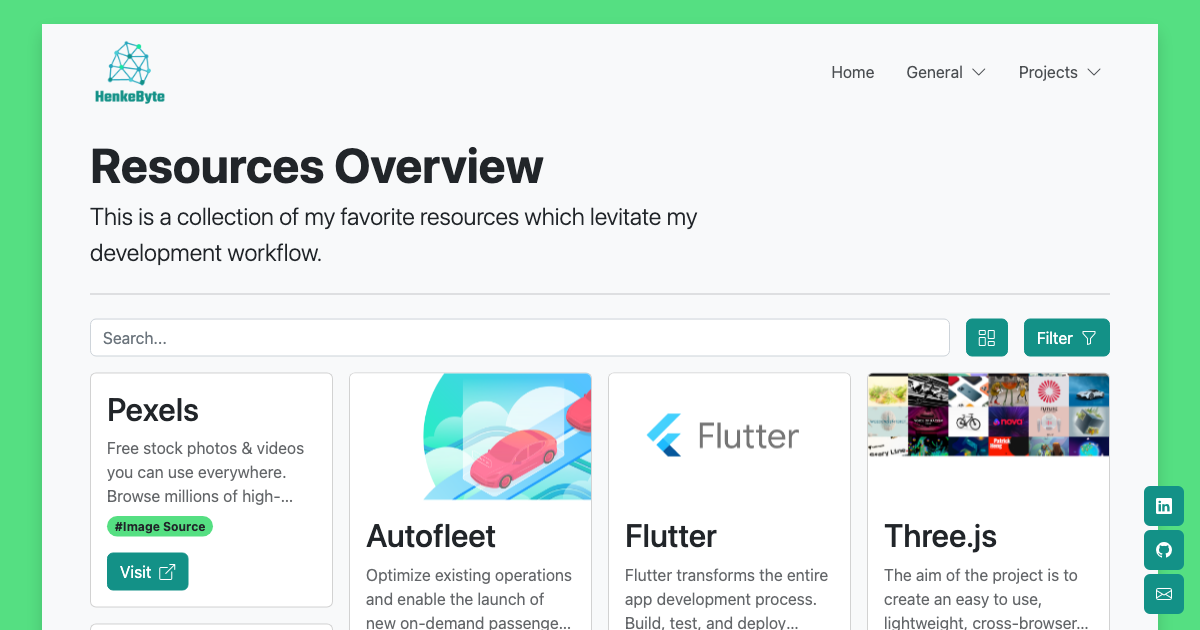 HenkeByte
Home
General
Projects
Resources Overview
This is a collection of my favorite resources which levitate my
development workflow.
Search...
Filter
Pexels
Free stock photos & videos
you can use everywhere.
Browse millions of high-...
#Image Source
Visit
Autofleet
Optimize existing operations
and enable the launch of
new on-demand passenge...
Flutter
Flutter
Flutter transforms the entire
app development process.
Build, test, and deploy...
nova
Three.js
The aim of the project is to
create an easy to use,
lightweight, cross-browser...
in